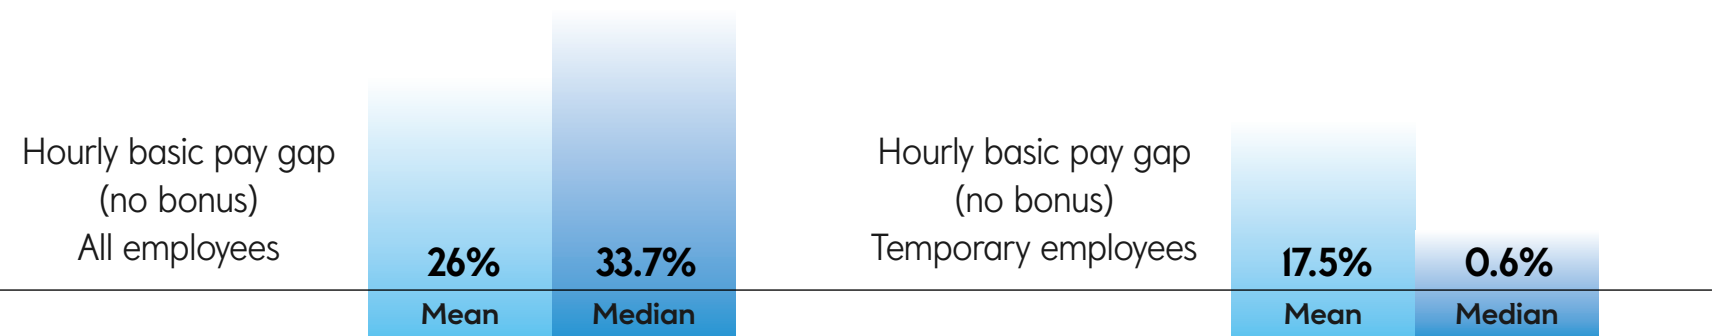 Hourly basic pay gap
(no bonus)
All employees
26%
33.7%
Mean
Median
Hourly basic pay gap
(no bonus)
Temporary employees
17.5%
0.6%
Mean
Median